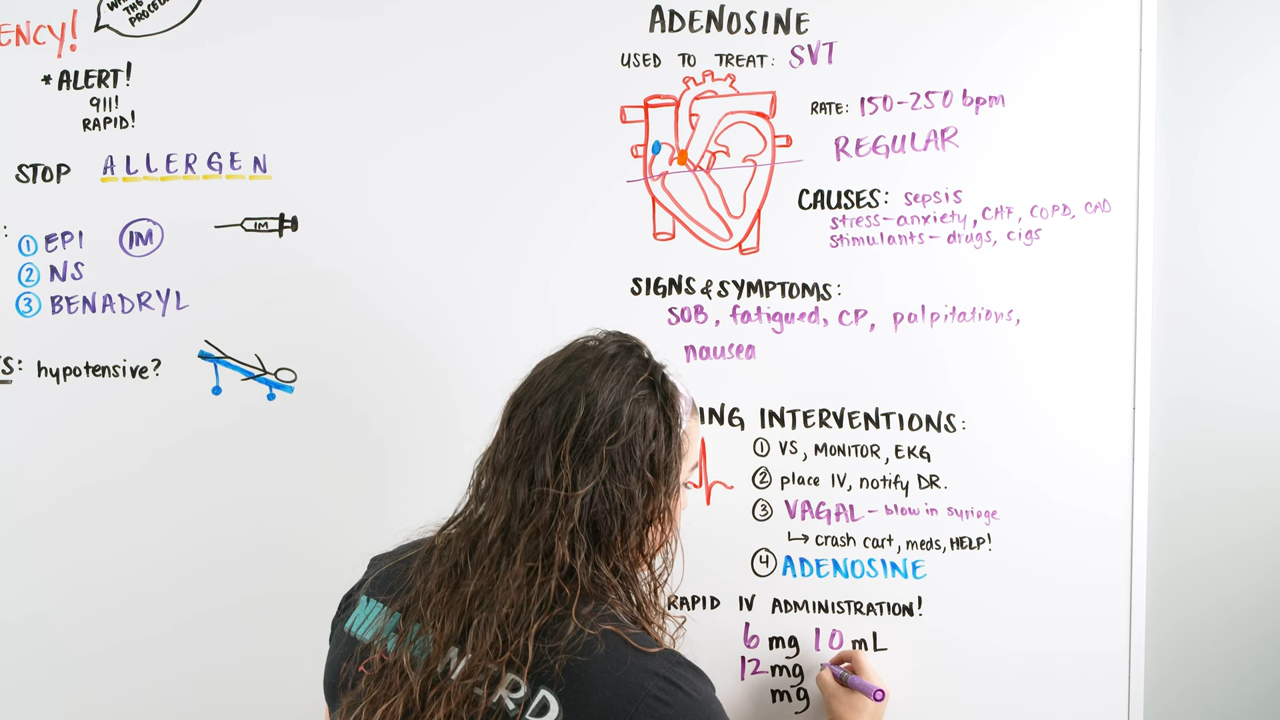 ENCY!
THE
PROCEDU
* ALERT!
911!
RAPID!
STOP ALLERGEN
:
① EPI IM
IM
② NS
③ BENADRYL
S: hypotensive?
ADENOSINE
USED TO TREAT: SVT
RATE: 150-250 bpm
REGULAR
CAUSES: sepsis
stress-anxiety, CHF, COPD, CAD
stimulants - drugs, cigs
SIGNS & SYMPTOMS:
SOB, fatigued, CP, palpitations,
nausea
ING INTERVENTIONS:
① VS, MONITOR, EKG
② place IV, notify DR.
③ VAGAL - blow in syringe
↳ crash cart, meds, HELP!
④ ADENOSINE
RAPID IV ADMINISTRATION!
6 mg 10 mL
12 mg
mg